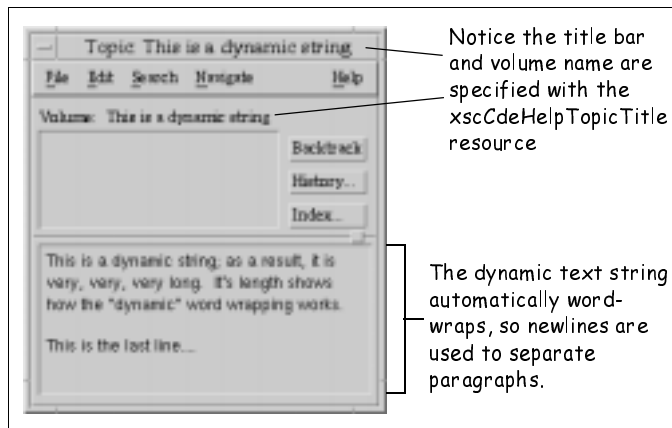 Topic This is a dynamic string
File Edit Search Navigate Help
Volume: This is a dynamic string
Backtrack
History...
Index...
This is a dynamic string; as a result, it is
very, very, very long. It's length shows
how the "dynamic" word wrapping works.
This is the last line....
Notice the title bar
and volume name are
specified with the
xscCdeHelpTopicTitle
resource
The dynamic text string
automatically word-
wraps, so newlines are
used to separate
paragraphs.